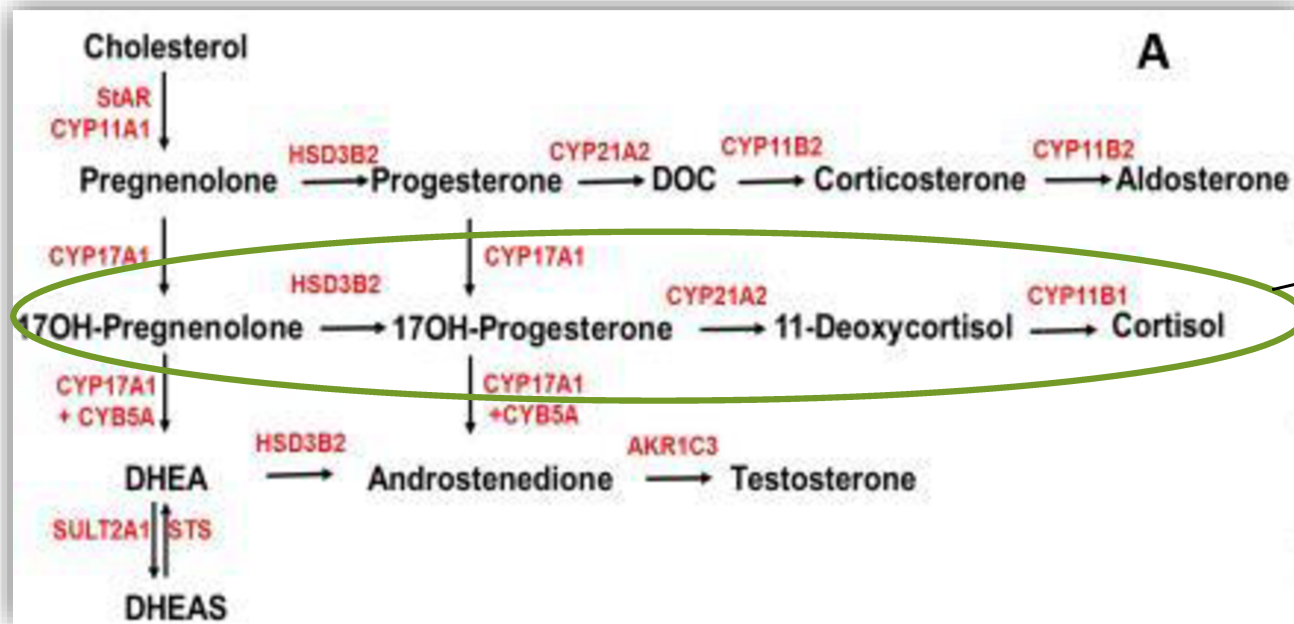 Cholesterol
A
StAR
CYP11A1
HSD3B2
CYP21A2
CYP11B2
CYP11B2
Pregnenolone
Progesterone
DOC
Corticosterone
Aldosterone
CYP17A1
CYP17A1
HSD3B2
CYP21A2
CYP11B1
17OH-Pregnenolone
17OH-Progesterone
11-Deoxycortisol
Cortisol
CYP17A1
+ CYB5A
CYP17A1
+CYB5A
HSD3B2
AKR1C3
DHEA
Androstenedione
Testosterone
SULT2A1
STS
DHEAS